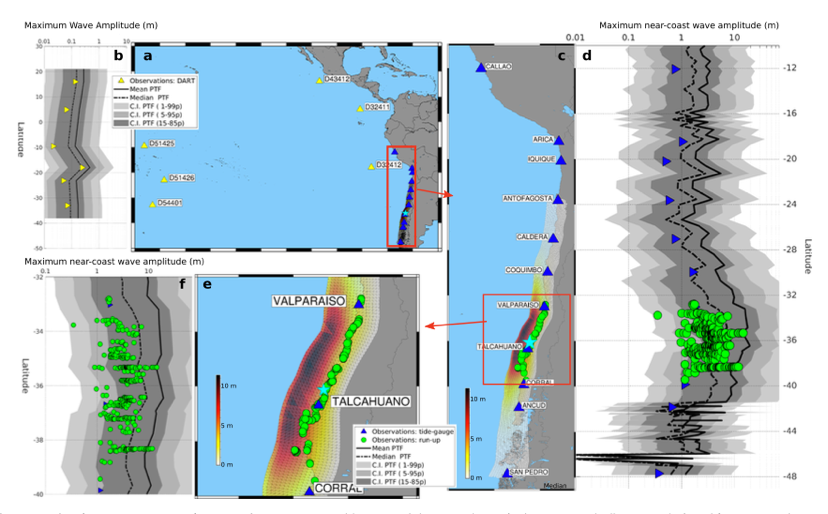 Maximum Wave Amplitude (m)
0.1 1
b
30
20
10
0
-10
-20
-30
-40
-50
Latitude
a
D43412
D32411
D51425
D32412
D51426
D54401
Observations: DART
Mean PTF
Median PTF
C.I. PTF ( 1-99p)
C.I. PTF ( 5-95p)
C.I. PTF (15-85p)
c
CALLAO
ARICA
IQUIQUE
ANTOFAGOSTA
CALDERA
COQUIMBO
VALPARAISO
TALCAHUANO
CORRAL
ANCUD
SAN PEDRO
10 m
5 m
0 m
Median
Maximum near-coast wave amplitude (m)
0.01 0.1 1 10
d
-12
-16
-20
-24
-28
-32
-36
-40
-44
-48
Latitude
Maximum near-coast wave amplitude (m)
0.1 1 10
f
-32
-34
-36
-38
-40
Latitude
e
VALPARAISO
TALCAHUANO
CORRAL
10 m
5 m
0 m
Observations: tide-gauge
Observations: run-up
Mean PTF
Median PTF
C.I. PTF ( 1-99p)
C.I. PTF ( 5-95p)
C.I. PTF (15-85p)